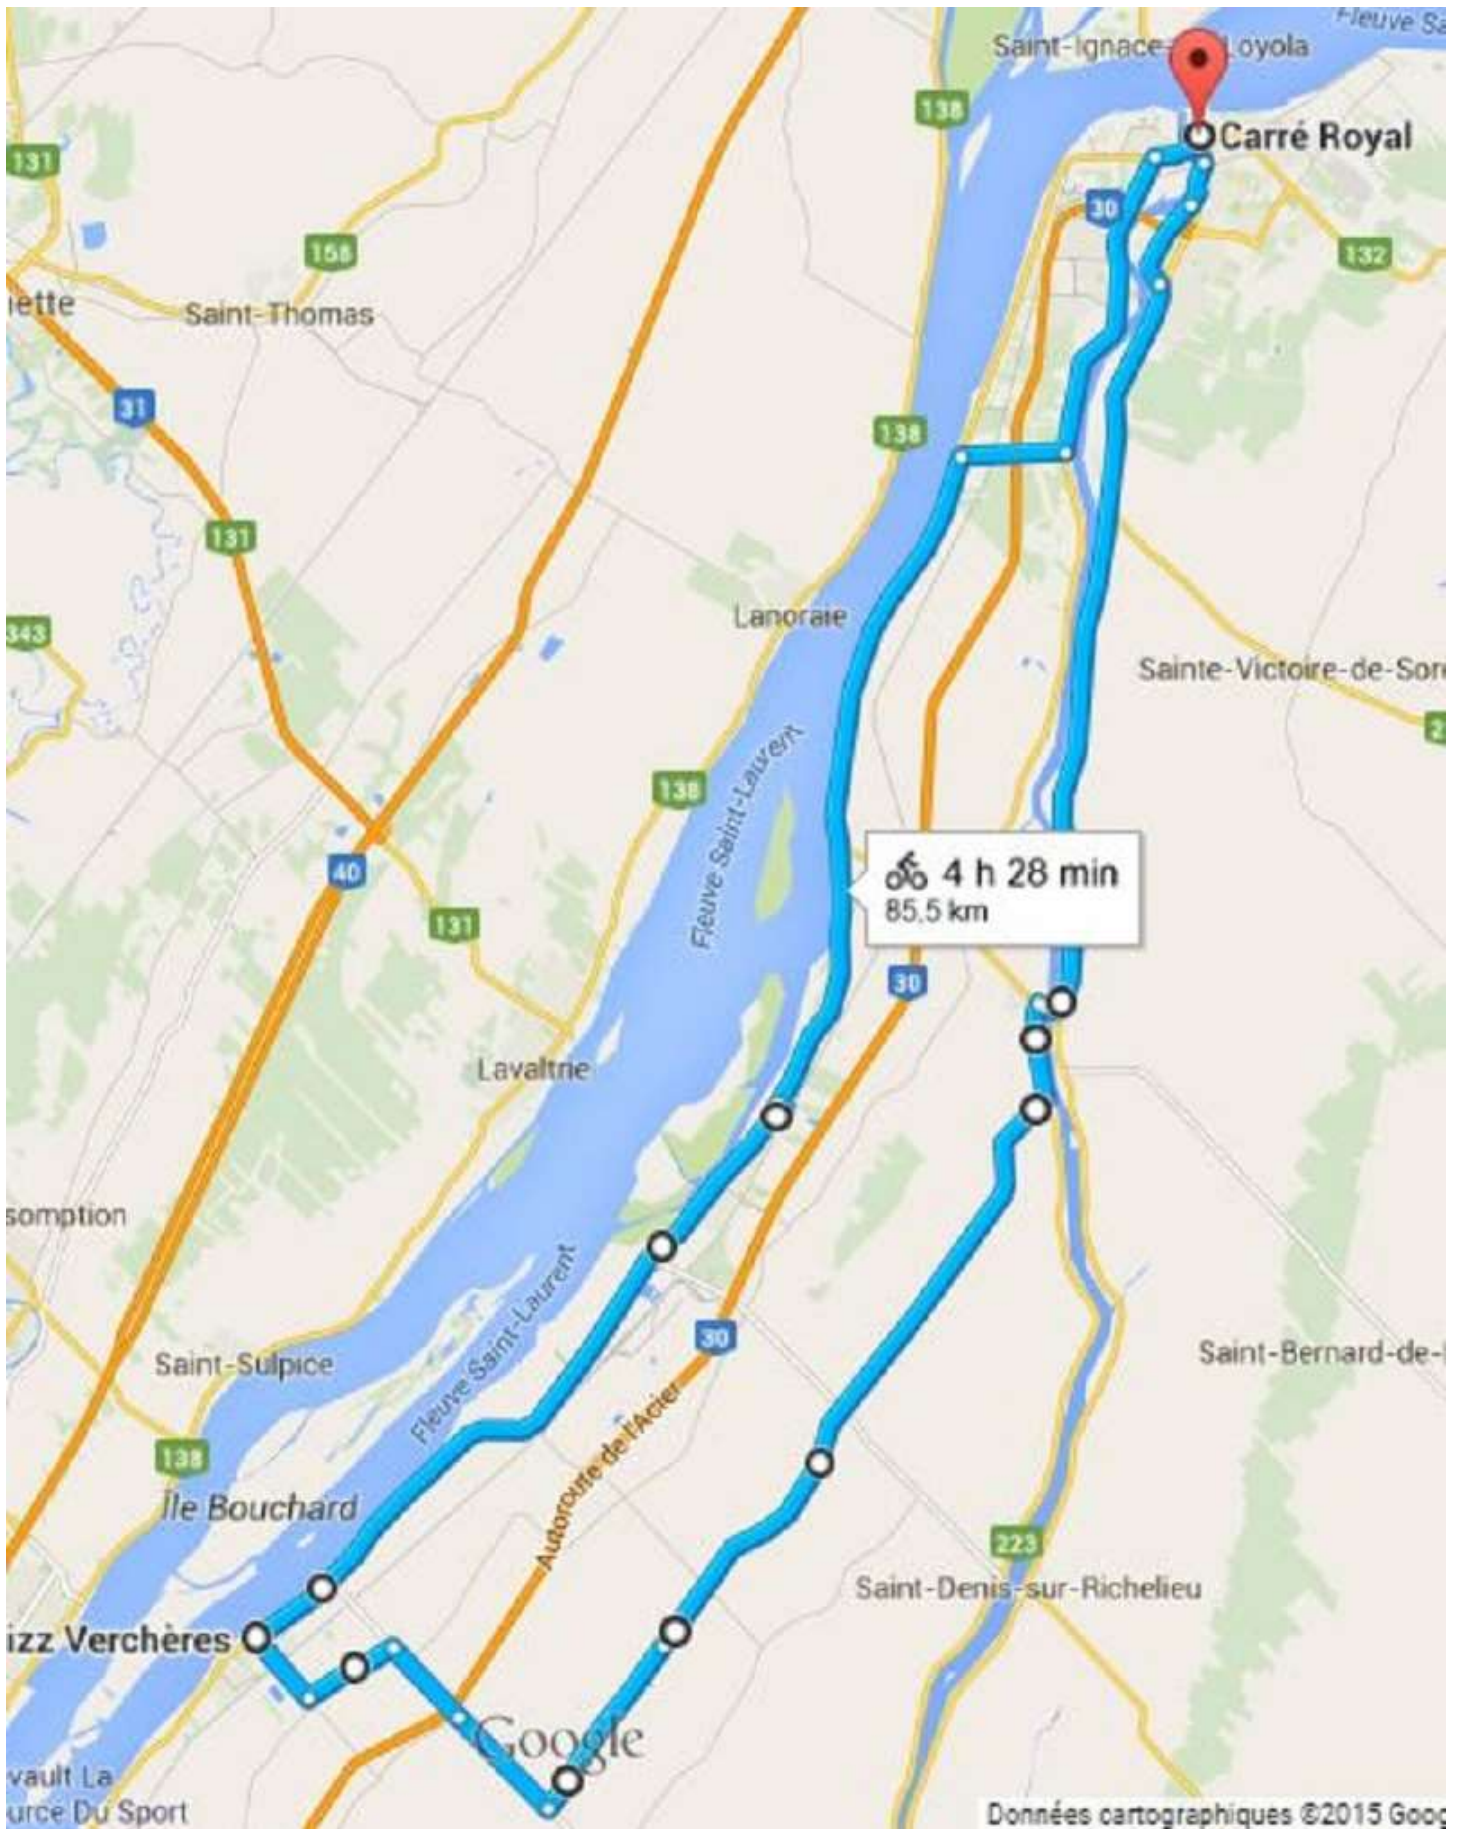 Fleuve Sa
Saint-Ignace- Loyola
138
Carré Royal
131
30
158
132
iette
Saint-Thomas
31
138
131
343
Lanoraie
Sainte-Victoire-de-Sore
2
Fleuve Saint-Laurent
138
40
4 h 28 min
85,5 km
131
30
Lavaltrie
somption
Fleuve Saint-Laurent
30
Saint-Sulpice
Saint-Bernard-de-
Autoroute de l'Acier
138
Île Bouchard
223
Saint-Denis-sur-Richelieu
izz Verchères
Google
vault La
urce Du Sport
Données cartographiques ©2015 Goog